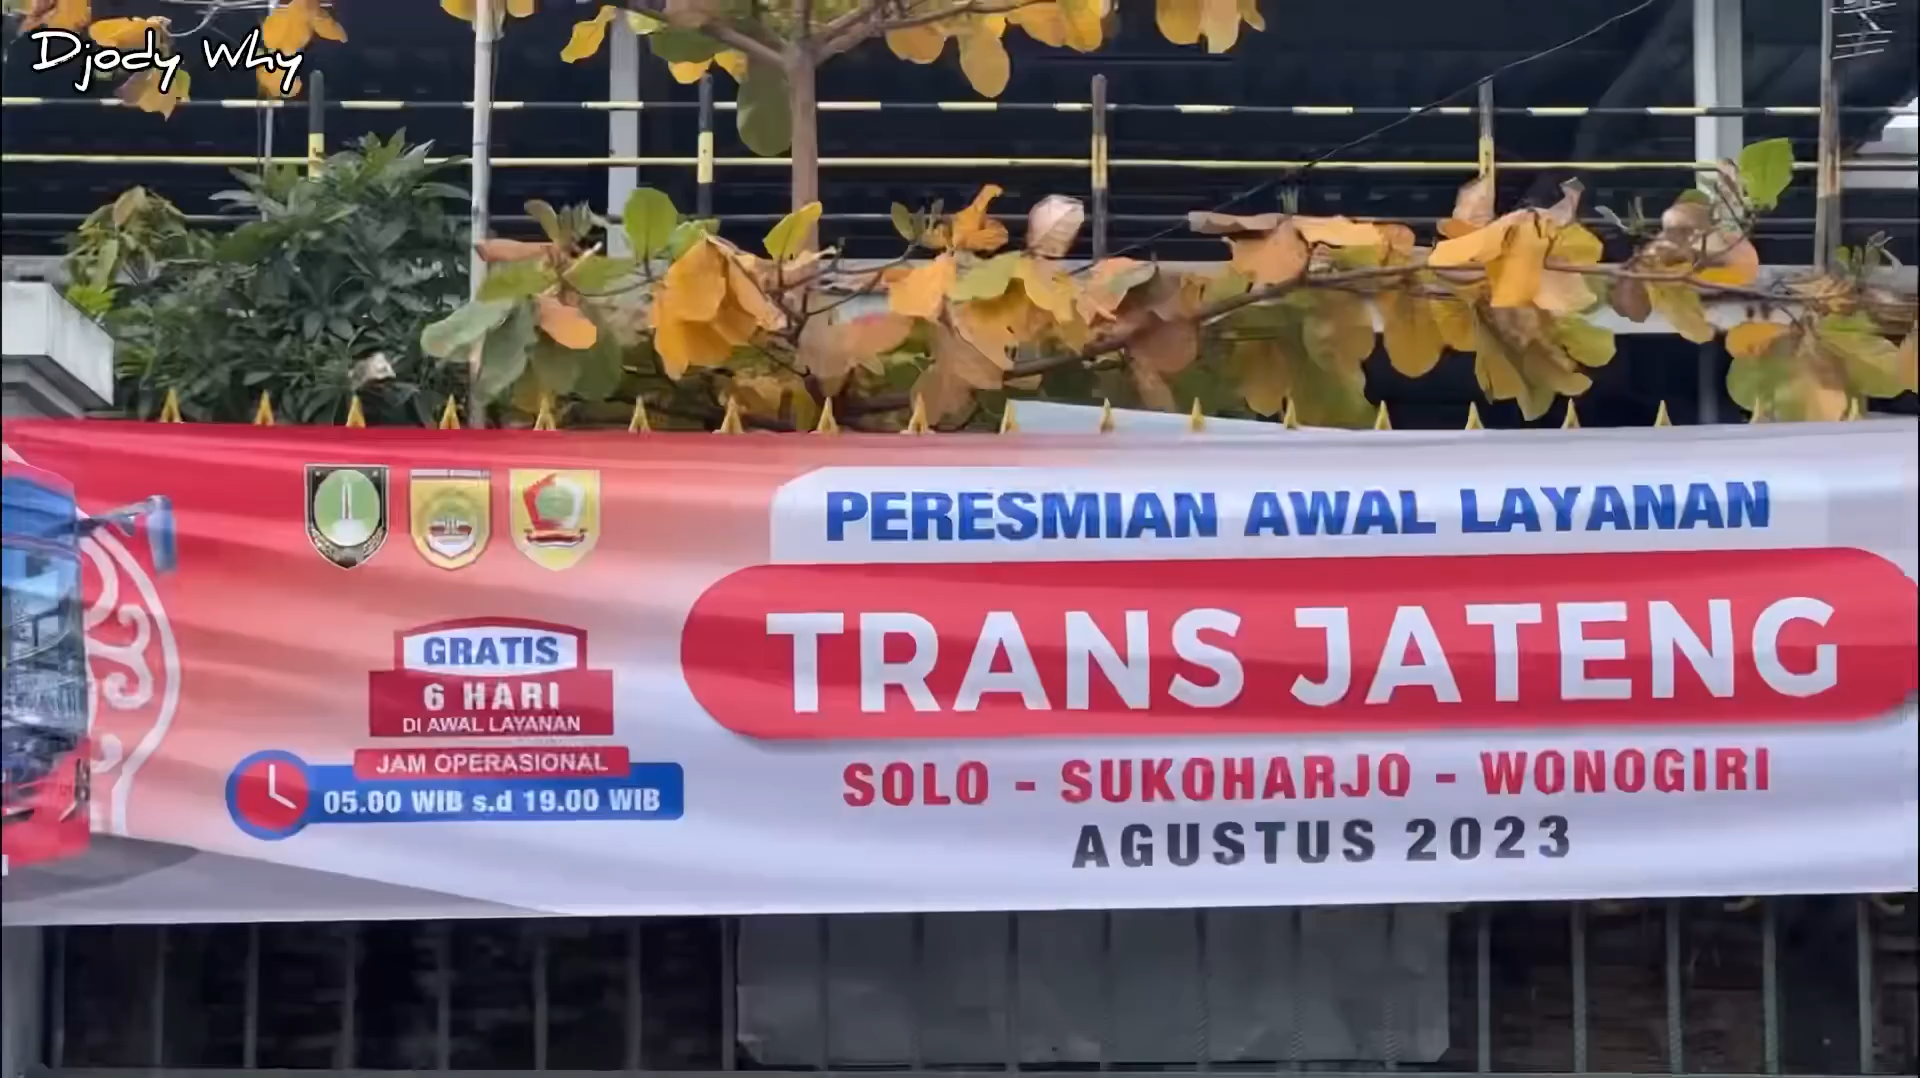 Djody Why
PERESMIAN AWAL LAYANAN
TRANS JATENG
SOLO - SUKOHARJO - WONOGIRI
AGUSTUS 2023
GRATIS
6 HARI
DI AWAL LAYANAN
JAM OPERASIONAL
05.00 WIB s.d 19.00 WIB